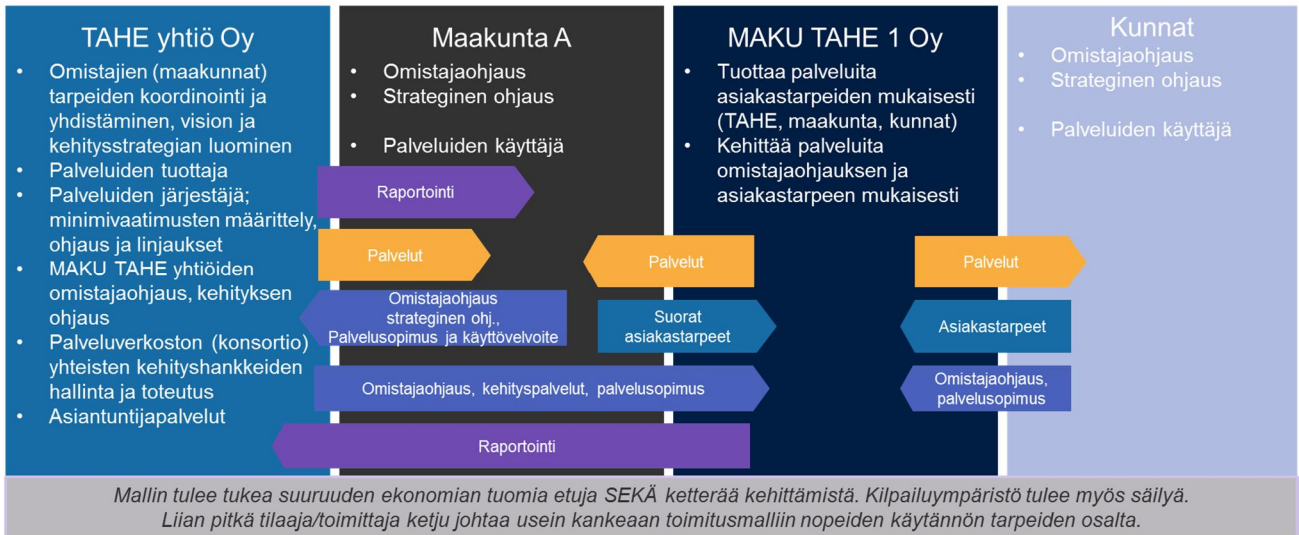 TAHE yhtiö Oy
• Omistajien (maakunnat)
tarpeiden koordinointi ja
yhdistäminen, vision ja
kehitysstrategian luominen
• Palveluiden tuottaja
• Palveluiden järjestäjä;
minimivaatimusten määrittely,
ohjaus ja linjaukset
• MAKU TAHE yhtiöiden
omistajaohjaus, kehityksen
ohjaus
• Palveluverkoston (konsortio)
yhteisten kehityshankkeiden
hallinta ja toteutus
• Asiantuntijapalvelut
Maakunta A
• Omistajaohjaus
• Strateginen ohjaus
• Palveluiden käyttäjä
MAKU TAHE 1 Oy
• Tuottaa palveluita
asiakastarpeiden mukaisesti
(TAHE, maakunta, kunnat)
• Kehittää palveluita
omistajaohjauksen ja
asiakastarpeen mukaisesti
Kunnat
• Omistajaohjaus
• Strateginen ohjaus
• Palveluiden käyttäjä
Raportointi
Palvelut
Palvelut
Palvelut
Omistajaohjaus
strateginen ohj.,
Palvelusopimus ja käyttövelvoite
Suorat
asiakastarpeet
Asiakastarpeet
Omistajaohjaus, kehityspalvelut, palvelusopimus
Omistajaohjaus,
palvelusopimus
Raportointi
Mallin tulee tukea suuruuden ekonomian tuomia etuja SEKÄ ketterää kehittämistä. Kilpailuympäristö tulee myös säilyä.
Liian pitkä tilaaja/toimittaja ketju johtaa usein kankeaan toimitusmalliin nopeiden käytännön tarpeiden osalta.